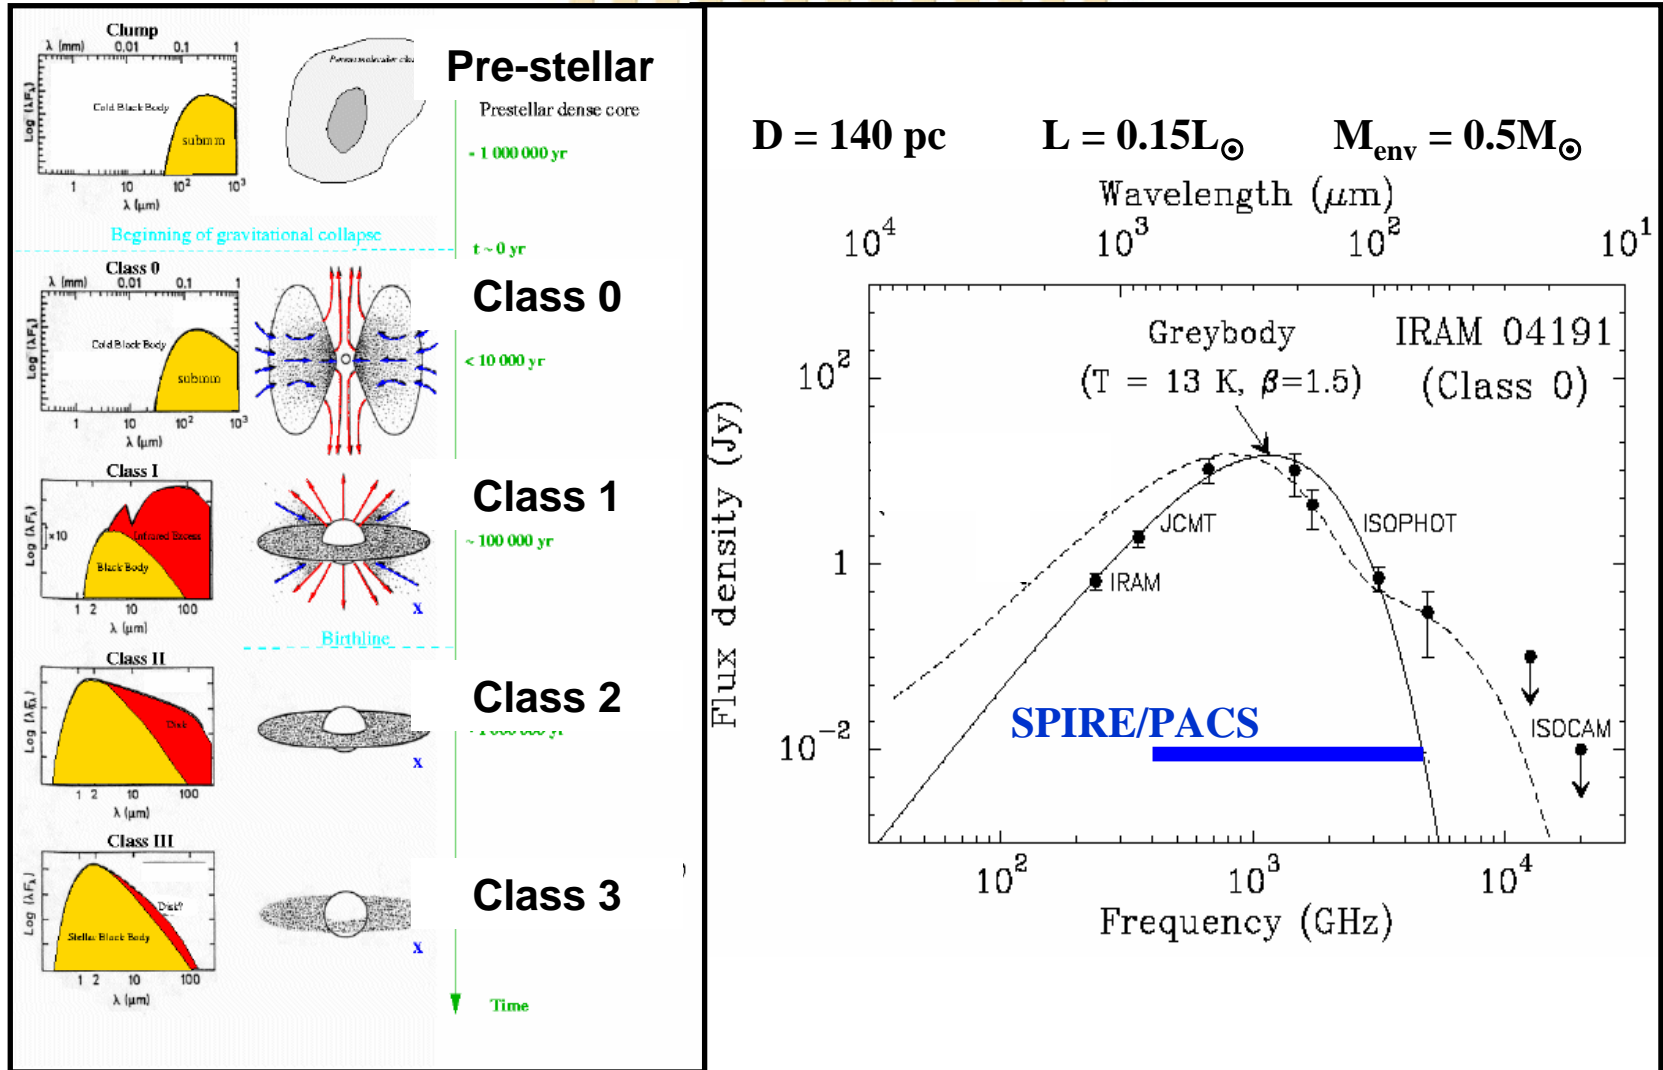 Clump
λ (mm) 0.01 0.1 1
Log (λFλ)
Cold Black Body
submm
1 10 10² 10³
λ (μm)
Pre-stellar
Prestellar dense core
- 1 000 000 yr
Beginning of gravitational collapse
t ~ 0 yr
Class 0
λ (mm) 0.01 0.1 1
Log (λFλ)
Cold Black Body
submm
1 10 10² 10³
λ (μm)
Class 0
< 10 000 yr
Class I
Log (λFλ)
×10
Infrared Excess
Black Body
1 2 10 100
λ (μm)
Class 1
~ 100 000 yr
x
Birthline
Class II
Log (λFλ)
Disk
1 2 10 100
λ (μm)
Class 2
x
Class III
Log (λFλ)
Disk?
Stellar Black Body
1 2 10 100
λ (μm)
Class 3
x
Time
D = 140 pc L = 0.15L⊙ Menv = 0.5M⊙
Wavelength (μm)
10⁴ 10³ 10² 10¹
Greybody
(T = 13 K, β=1.5)
IRAM 04191
(Class 0)
Flux density (Jy)
10²
1
10⁻²
JCMT
ISOPHOT
IRAM
SPIRE/PACS
ISOCAM
10² 10³ 10⁴
Frequency (GHz)